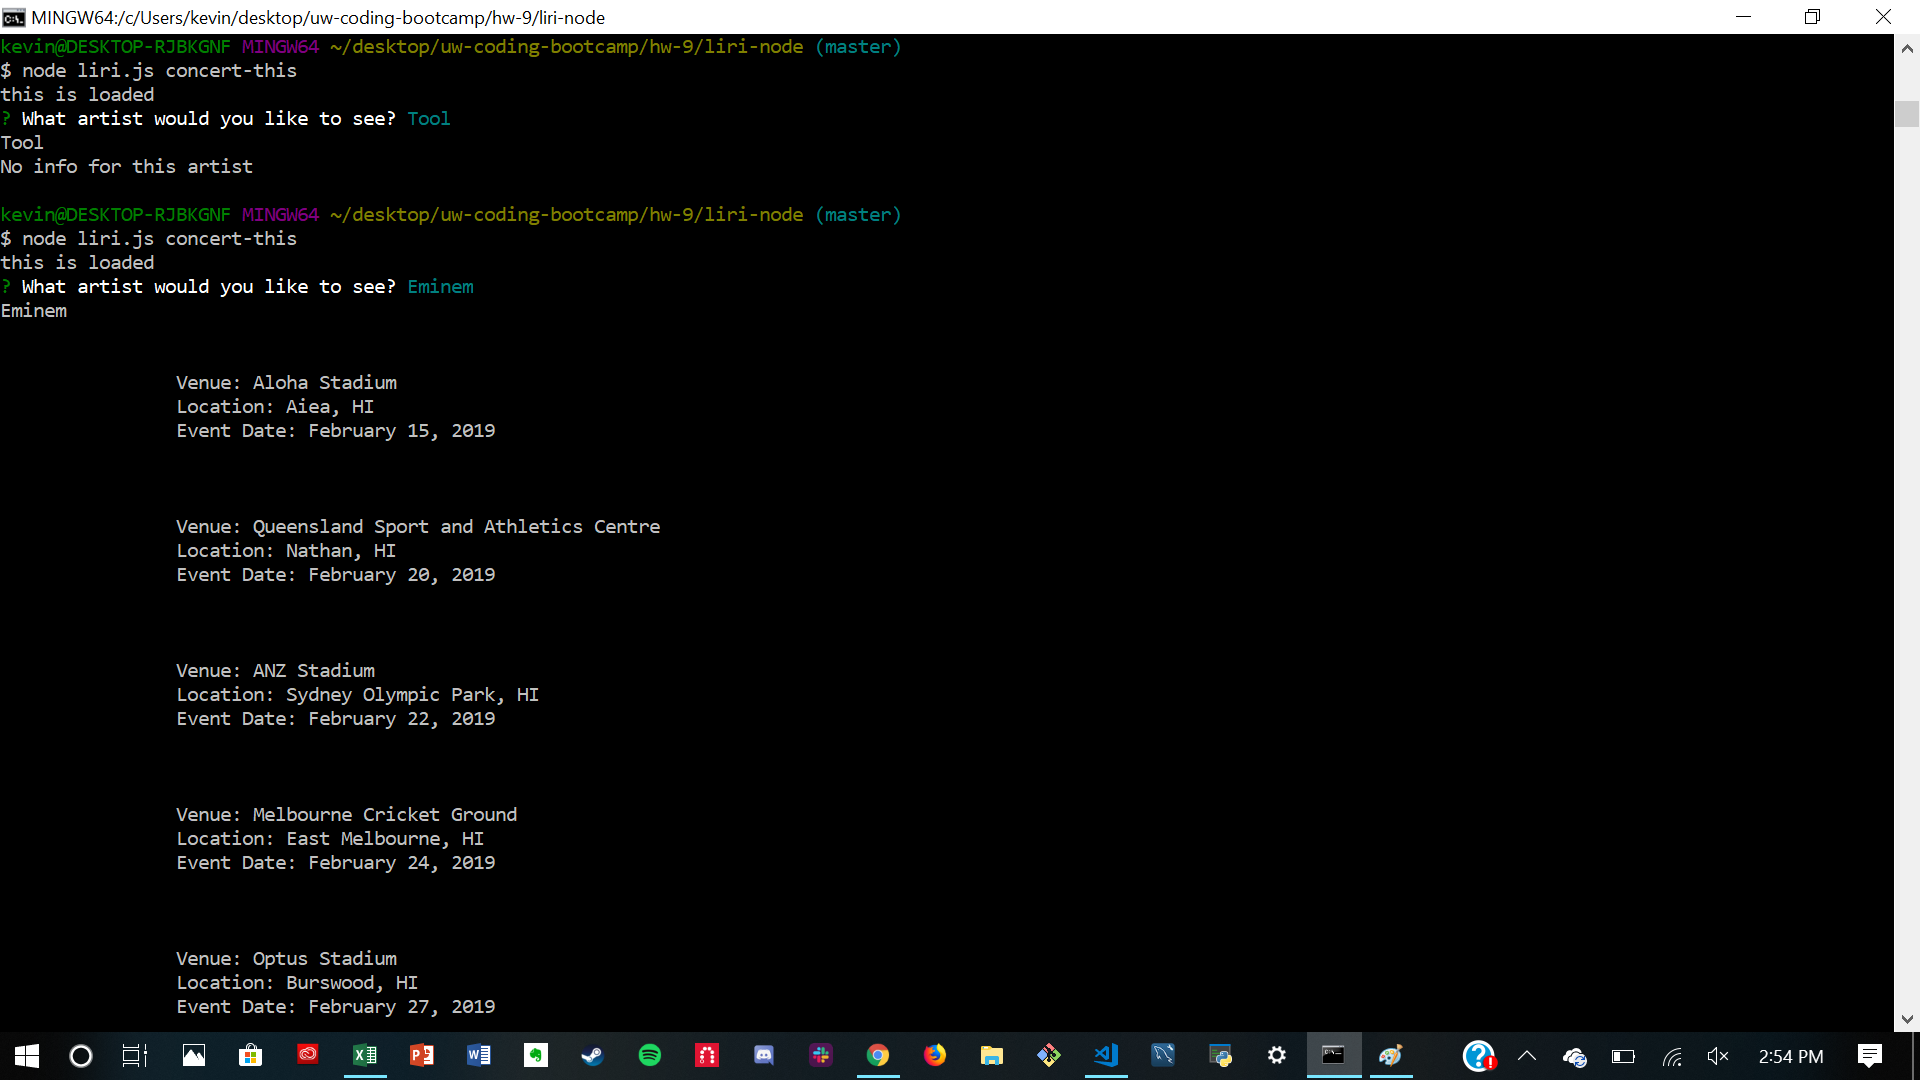 MINGW64:/c/Users/kevin/desktop/uw-coding-bootcamp/hw-9/liri-node
kevin@DESKTOP-RJBKGNF MINGW64 ~/desktop/uw-coding-bootcamp/hw-9/liri-node (master)
$ node liri.js concert-this
this is loaded
? What artist would you like to see? Tool
Tool
No info for this artist
kevin@DESKTOP-RJBKGNF MINGW64 ~/desktop/uw-coding-bootcamp/hw-9/liri-node (master)
$ node liri.js concert-this
this is loaded
? What artist would you like to see? Eminem
Eminem
Venue: Aloha Stadium
Location: Aiea, HI
Event Date: February 15, 2019
Venue: Queensland Sport and Athletics Centre
Location: Nathan, HI
Event Date: February 20, 2019
Venue: ANZ Stadium
Location: Sydney Olympic Park, HI
Event Date: February 22, 2019
Venue: Melbourne Cricket Ground
Location: East Melbourne, HI
Event Date: February 24, 2019
Venue: Optus Stadium
Location: Burswood, HI
Event Date: February 27, 2019
2:54 PM